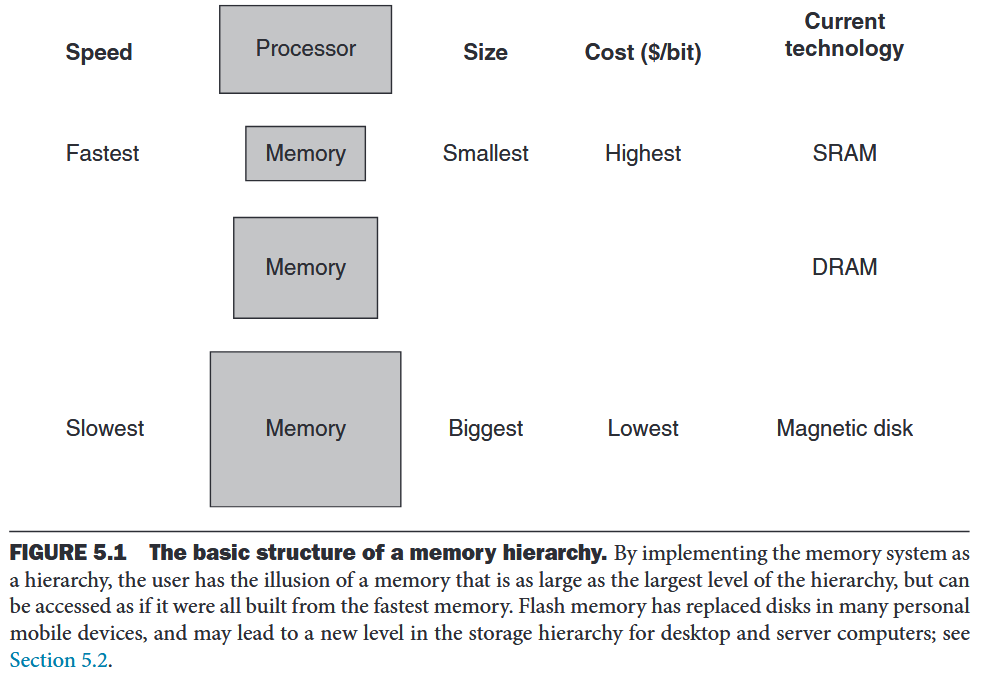 Speed Processor Size Cost ($/bit) Current technology
Fastest Memory Smallest Highest SRAM
Memory DRAM
Slowest Memory Biggest Lowest Magnetic disk
FIGURE 5.1 The basic structure of a memory hierarchy. By implementing the memory system as
a hierarchy, the user has the illusion of a memory that is as large as the largest level of the hierarchy, but can
be accessed as if it were all built from the fastest memory. Flash memory has replaced disks in many personal
mobile devices, and may lead to a new level in the storage hierarchy for desktop and server computers; see
Section 5.2.